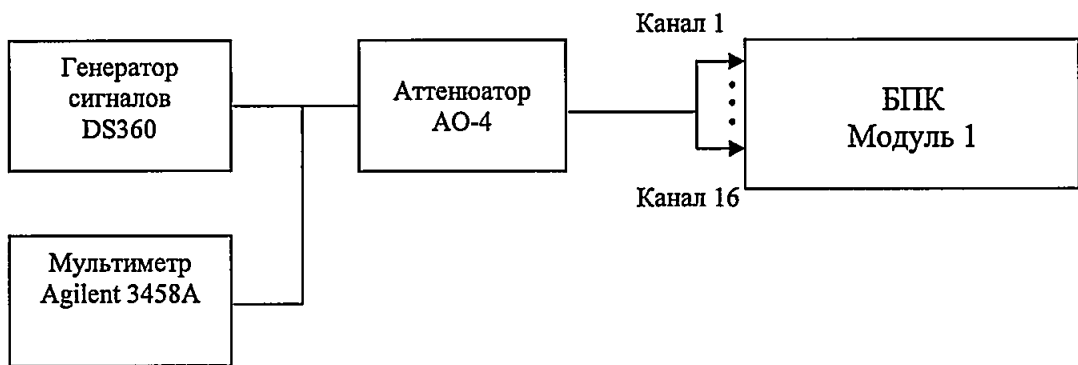 Канал 1
Генератор
сигналов
DS360
Аттенюатор
АО-4
БПК
Модуль 1
Канал 16
Мультиметр
Agilent 3458A